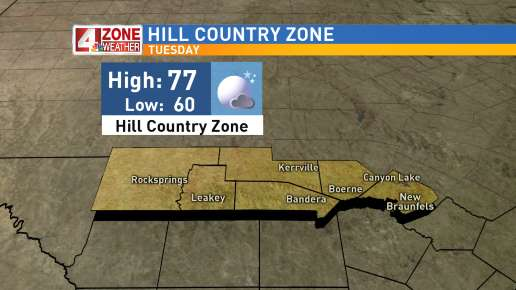 4 ZONE
WEATHER
HILL COUNTRY ZONE
TUESDAY
High: 77
Low: 60
Hill Country Zone
Rocksprings
Leakey
Kerrville
Bandera
Boerne
Canyon Lake
New
Braunfels